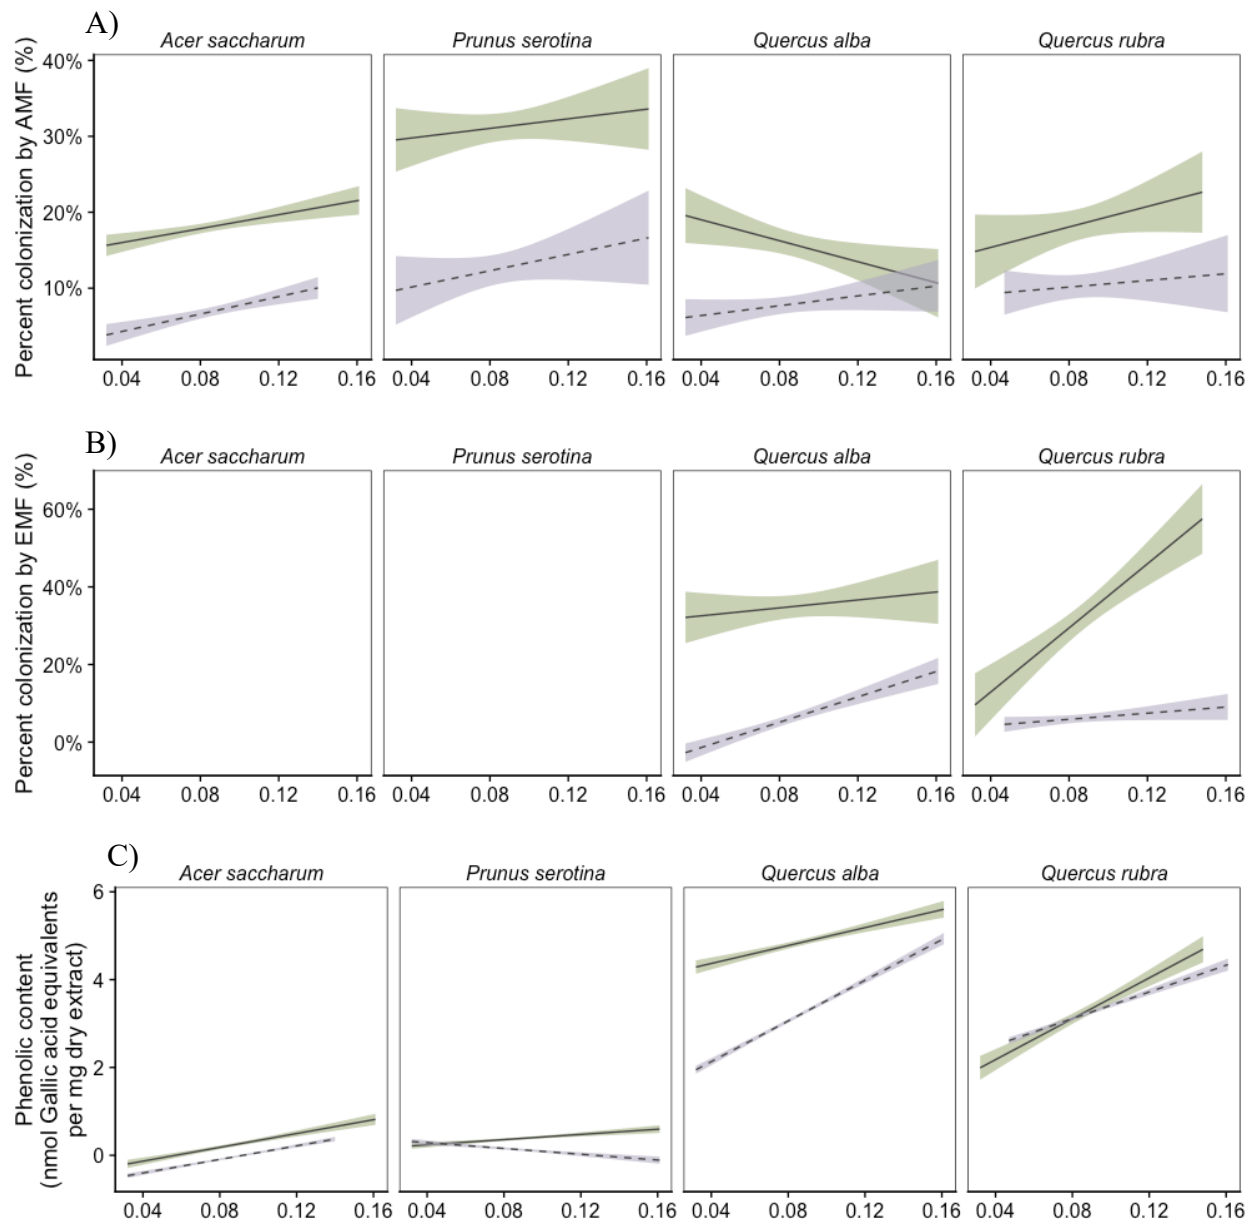 A)
Acer saccharum Prunus serotina Quercus alba Quercus rubra
Percent colonization by AMF (%)
40%
30%
20%
10%
0.04 0.08 0.12 0.16 0.04 0.08 0.12 0.16 0.04 0.08 0.12 0.16 0.04 0.08 0.12 0.16
B)
Acer saccharum Prunus serotina Quercus alba Quercus rubra
Percent colonization by EMF (%)
60%
40%
20%
0%
0.04 0.08 0.12 0.16 0.04 0.08 0.12 0.16 0.04 0.08 0.12 0.16 0.04 0.08 0.12 0.16
C)
Acer saccharum Prunus serotina Quercus alba Quercus rubra
Phenolic content
(nmol Gallic acid equivalents
per mg dry extract)
6
4
2
0
0.04 0.08 0.12 0.16 0.04 0.08 0.12 0.16 0.04 0.08 0.12 0.16 0.04 0.08 0.12 0.16